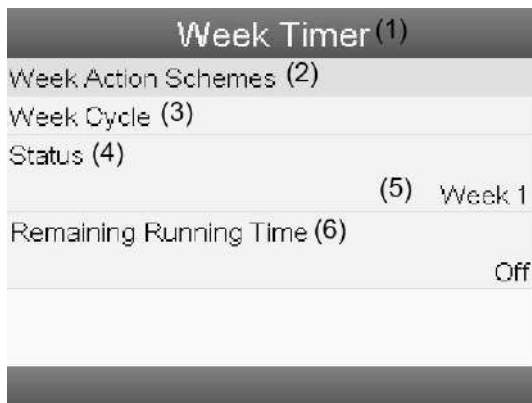 Week Timer (1)
Week Action Schemes (2)
Week Cycle (3)
Status (4)
(5) Week 1
Remaining Running Time (6)
Off